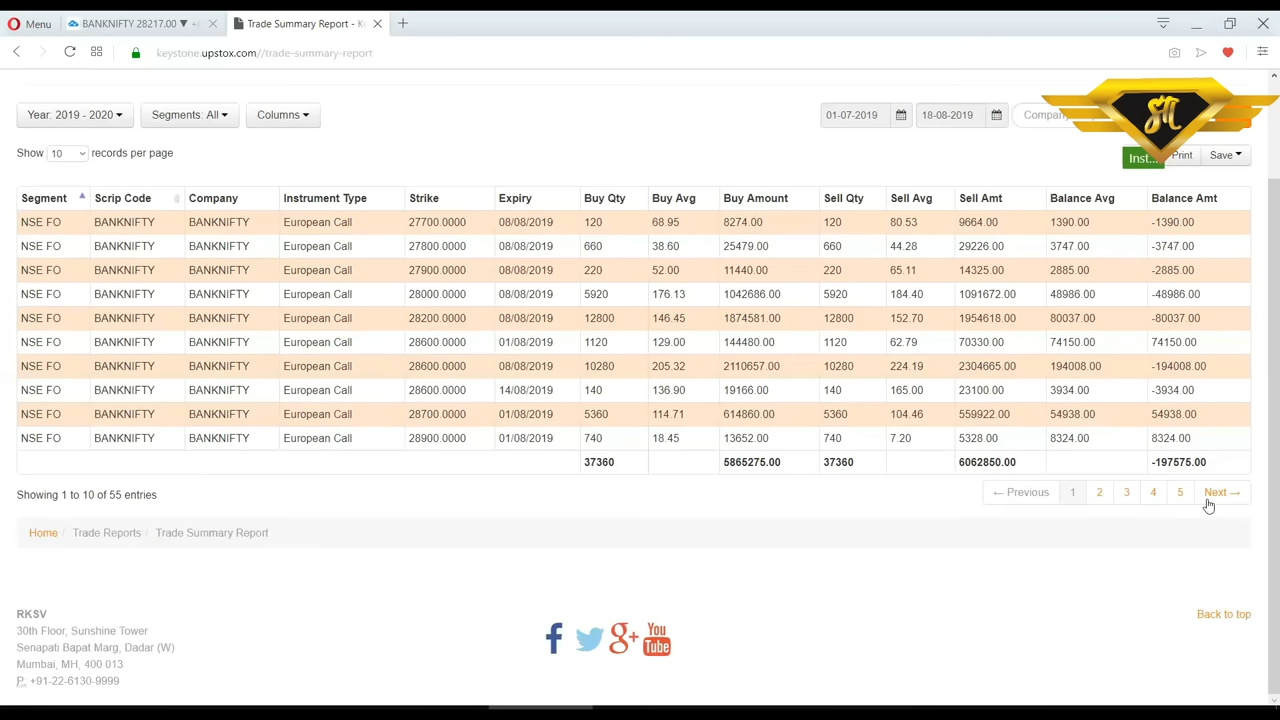 Menu
BANKNIFTY 28217.00 ▼
Trade Summary Report -
keystone.upstox.com//trade-summary-report
Year: 2019 - 2020 Segments: All Columns 01-07-2019 18-08-2019
Show 10 records per page Inst... Print Save
Segment Scrip Code Company Instrument Type Strike Expiry Buy Qty Buy Avg Buy Amount Sell Qty Sell Avg Sell Amt Balance Avg Balance Amt
NSE FO BANKNIFTY BANKNIFTY European Call 27700.0000 08/08/2019 120 68.95 8274.00 120 80.53 9664.00 1390.00 -1390.00
NSE FO BANKNIFTY BANKNIFTY European Call 27800.0000 08/08/2019 660 38.60 25479.00 660 44.28 29226.00 3747.00 -3747.00
NSE FO BANKNIFTY BANKNIFTY European Call 27900.0000 08/08/2019 220 52.00 11440.00 220 65.11 14325.00 2885.00 -2885.00
NSE FO BANKNIFTY BANKNIFTY European Call 28000.0000 08/08/2019 5920 176.13 1042686.00 5920 184.40 1091672.00 48986.00 -48986.00
NSE FO BANKNIFTY BANKNIFTY European Call 28200.0000 08/08/2019 12800 146.45 1874581.00 12800 152.70 1954618.00 80037.00 -80037.00
NSE FO BANKNIFTY BANKNIFTY European Call 28600.0000 01/08/2019 1120 129.00 144480.00 1120 62.79 70330.00 74150.00 74150.00
NSE FO BANKNIFTY BANKNIFTY European Call 28600.0000 08/08/2019 10280 205.32 2110657.00 10280 224.19 2304665.00 194008.00 -194008.00
NSE FO BANKNIFTY BANKNIFTY European Call 28600.0000 14/08/2019 140 136.90 19166.00 140 165.00 23100.00 3934.00 -3934.00
NSE FO BANKNIFTY BANKNIFTY European Call 28700.0000 01/08/2019 5360 114.71 614860.00 5360 104.46 559922.00 54938.00 54938.00
NSE FO BANKNIFTY BANKNIFTY European Call 28900.0000 01/08/2019 740 18.45 13652.00 740 7.20 5328.00 8324.00 8324.00
37360 5865275.00 37360 6062850.00 -197575.00
Showing 1 to 10 of 55 entries ← Previous 1 2 3 4 5 Next →
Home / Trade Reports / Trade Summary Report
RKSV
30th Floor, Sunshine Tower
Senapati Bapat Marg, Dadar (W)
Mumbai, MH, 400 013
P: +91-22-6130-9999
You
Tube
Back to top